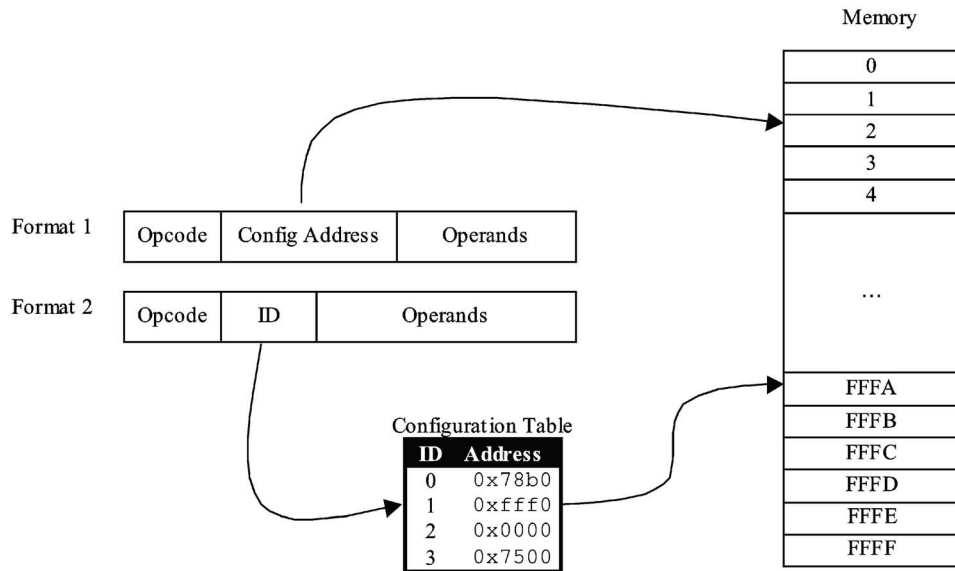 Memory
0
1
2
3
4
...
FFFA
FFFB
FFFC
FFFD
FFFE
FFFF
Format 1
Opcode Config Address Operands
Format 2
Opcode ID Operands
Configuration Table
ID Address
0 0x78b0
1 0xfff0
2 0x0000
3 0x7500